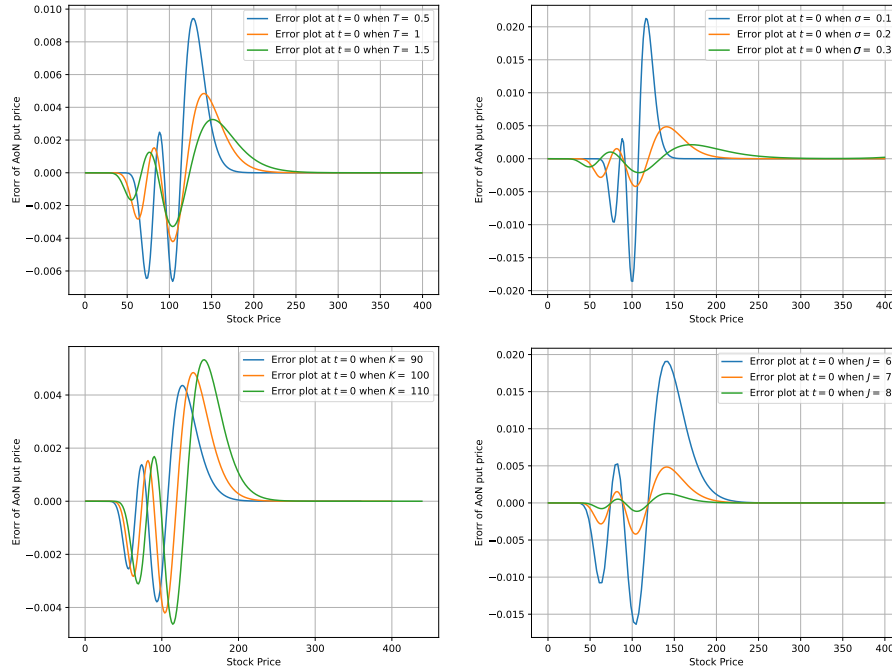 Error plot at t=0 when T= 0.5
Error plot at t=0 when T= 1
Error plot at t=0 when T= 1.5
0.010
0.008
0.006
0.004
0.002
0.000
−0.002
−0.004
−0.006
Erorr of AoN put price
0 50 100 150 200 250 300 350 400
Stock Price
Error plot at t=0 when σ= 0.1
Error plot at t=0 when σ= 0.2
Error plot at t=0 when σ= 0.3
0.020
0.015
0.010
0.005
0.000
−0.005
−0.010
−0.015
−0.020
Erorr of AoN put price
0 50 100 150 200 250 300 350 400
Stock Price
Error plot at t=0 when K= 90
Error plot at t=0 when K= 100
Error plot at t=0 when K= 110
0.004
0.002
0.000
−0.002
−0.004
Erorr of AoN put price
0 100 200 300 400
Stock Price
Error plot at t=0 when J= 6
Error plot at t=0 when J= 7
Error plot at t=0 when J= 8
0.020
0.015
0.010
0.005
0.000
−0.005
−0.010
−0.015
Erorr of AoN put price
0 50 100 150 200 250 300 350 400
Stock Price